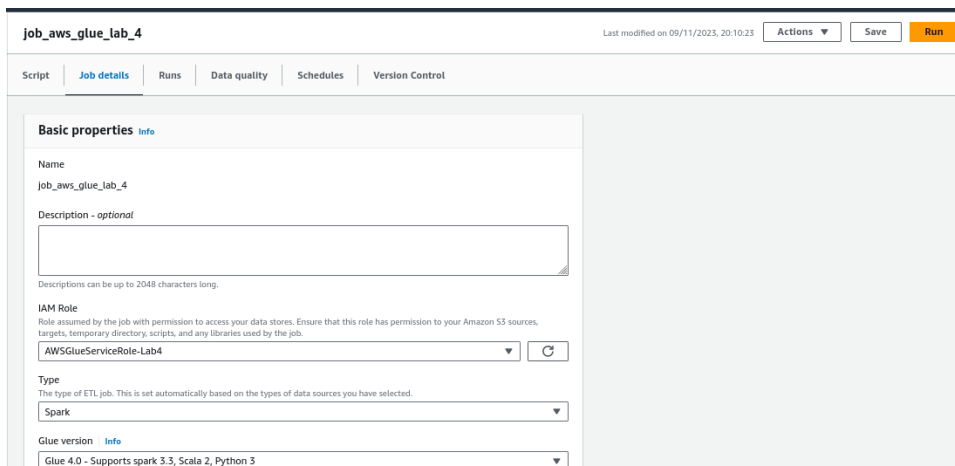 job_aws_glue_lab_4
Last modified on 09/11/2023, 20:10:23
Actions
Save
Run
Script
Job details
Runs
Data quality
Schedules
Version Control
Basic properties Info
Name
job_aws_glue_lab_4
Description - optional
Descriptions can be up to 2048 characters long.
IAM Role
Role assumed by the job with permission to access your data stores. Ensure that this role has permission to your Amazon S3 sources,
targets, temporary directory, scripts, and any libraries used by the job.
AWSGlueServiceRole-Lab4
Type
The type of ETL job. This is set automatically based on the types of data sources you have selected.
Spark
Glue version Info
Glue 4.0 - Supports spark 3.3, Scala 2, Python 3